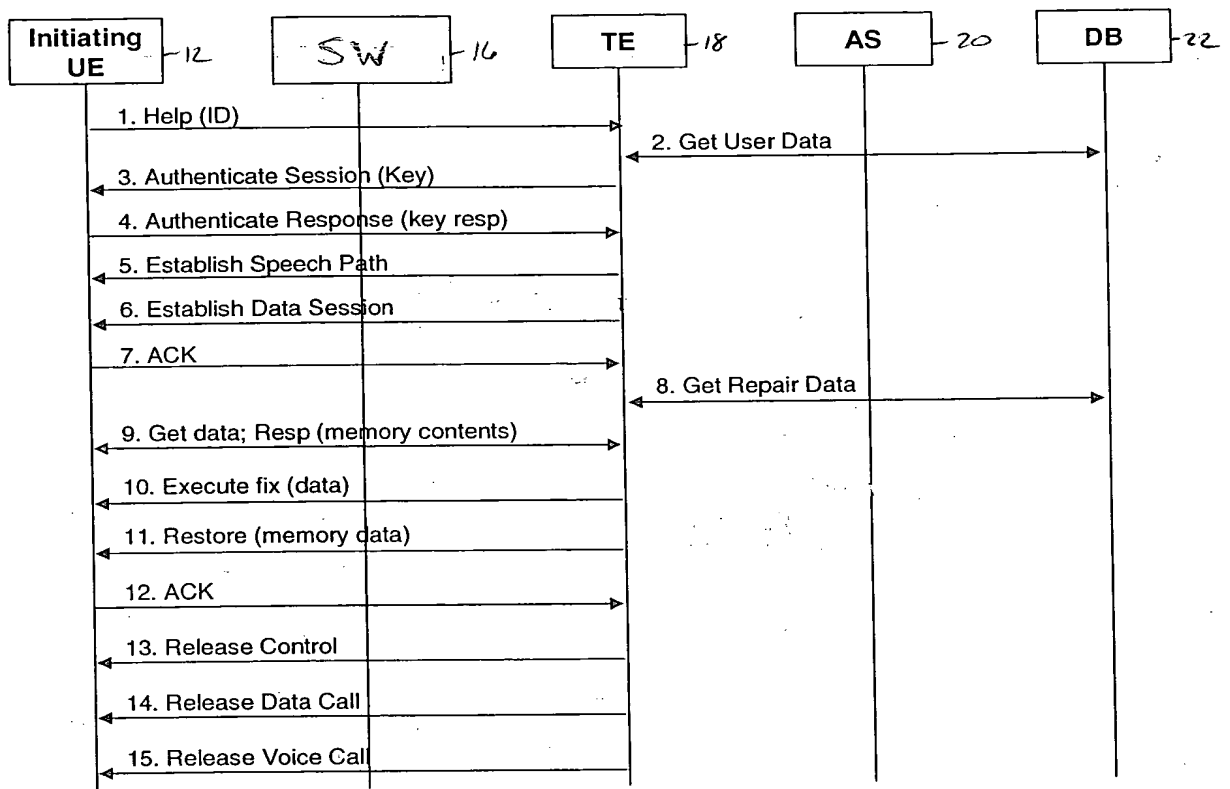 Initiating
UE
12
SW
16
TE
18
AS
20
DB
22
1. Help (ID)
2. Get User Data
3. Authenticate Session (Key)
4. Authenticate Response (key resp)
5. Establish Speech Path
6. Establish Data Session
7. ACK
8. Get Repair Data
9. Get data; Resp (memory contents)
10. Execute fix (data)
11. Restore (memory data)
12. ACK
13. Release Control
14. Release Data Call
15. Release Voice Call